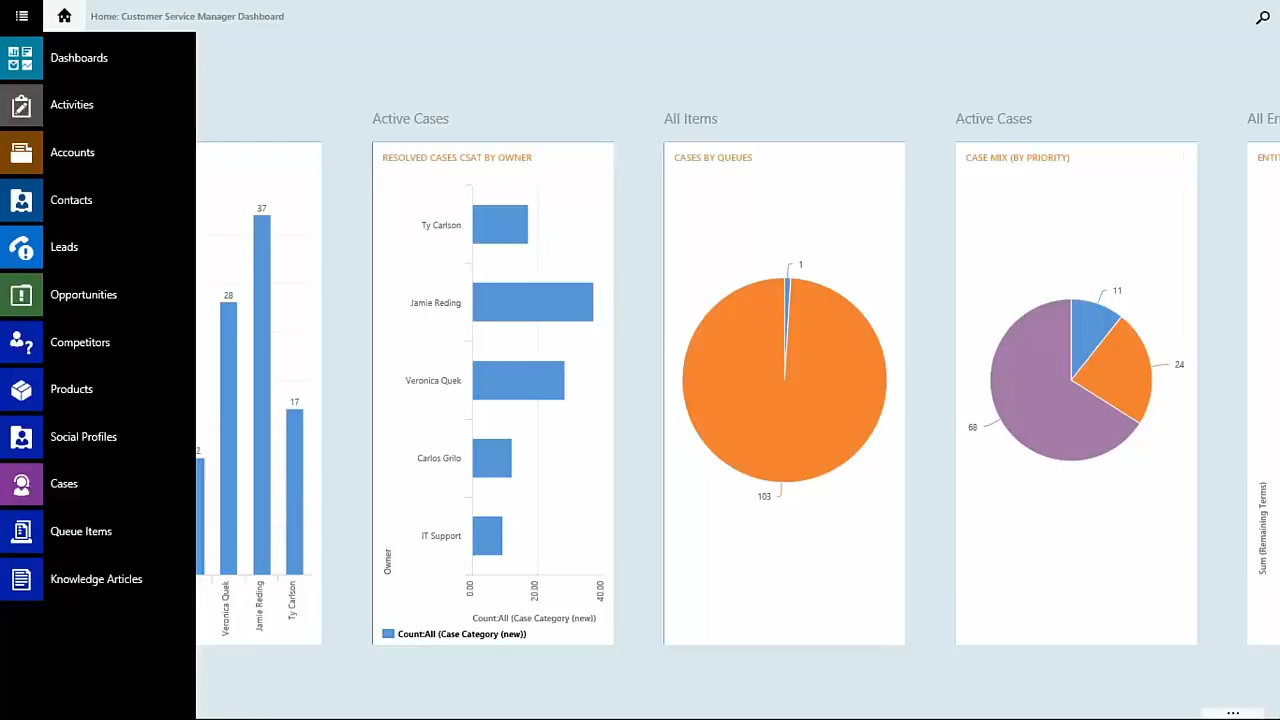 Home: Customer Service Manager Dashboard
Dashboards
Activities
Accounts
Contacts
Leads
Opportunities
Competitors
Products
Social Profiles
Cases
Queue Items
Knowledge Articles
2
28
37
17
Veronica Quek
Jamie Reding
Ty Carlson
Active Cases
RESOLVED CASES CSAT BY OWNER
Ty Carlson
Jamie Reding
Veronica Quek
Carlos Grilo
IT Support
Owner
0.00
20.00
40.00
Count:All (Case Category (new))
Count:All (Case Category (new))
All Items
CASES BY QUEUES
1
103
Active Cases
CASE MIX (BY PRIORITY)
11
24
68
All En
ENTI
Sum (Remaining Terms)
...